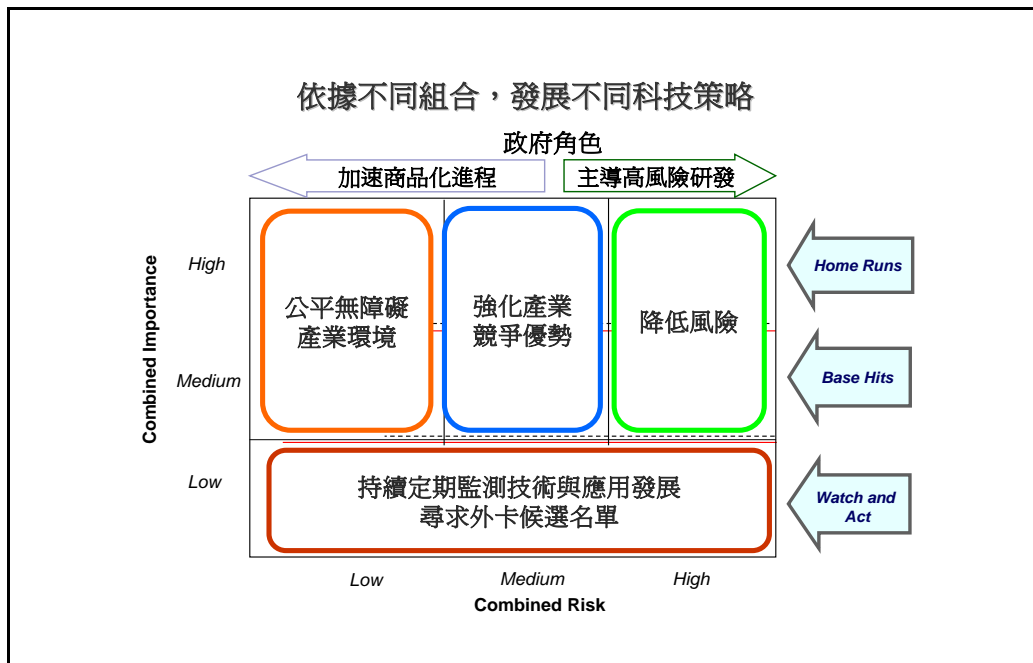 依據不同組合，發展不同科技策略
政府角色
加速商品化進程
主導高風險研發
Combined Importance
High
Medium
Low
公平無障礙
產業環境
強化產業
競爭優勢
降低風險
持續定期監測技術與應用發展
尋求外卡候選名單
Home Runs
Base Hits
Watch and
Act
Low
Medium
High
Combined Risk